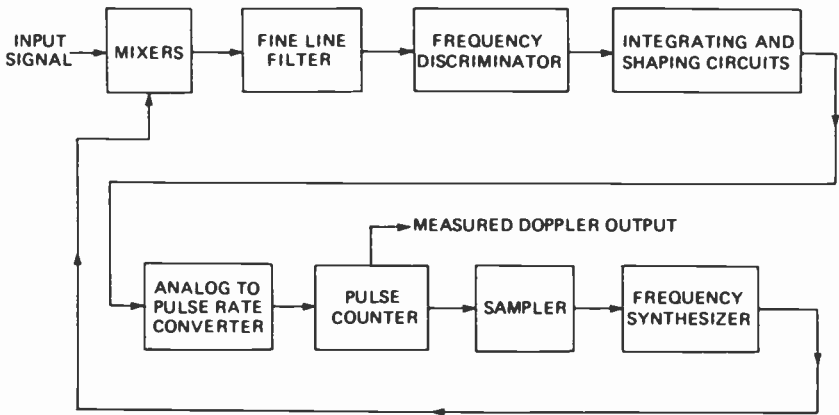 INPUT
SIGNAL
MIXERS
FINE LINE
FILTER
FREQUENCY
DISCRIMINATOR
INTEGRATING AND
SHAPING CIRCUITS
MEASURED DOPPLER OUTPUT
ANALOG TO
PULSE RATE
CONVERTER
PULSE
COUNTER
SAMPLER
FREQUENCY
SYNTHESIZER